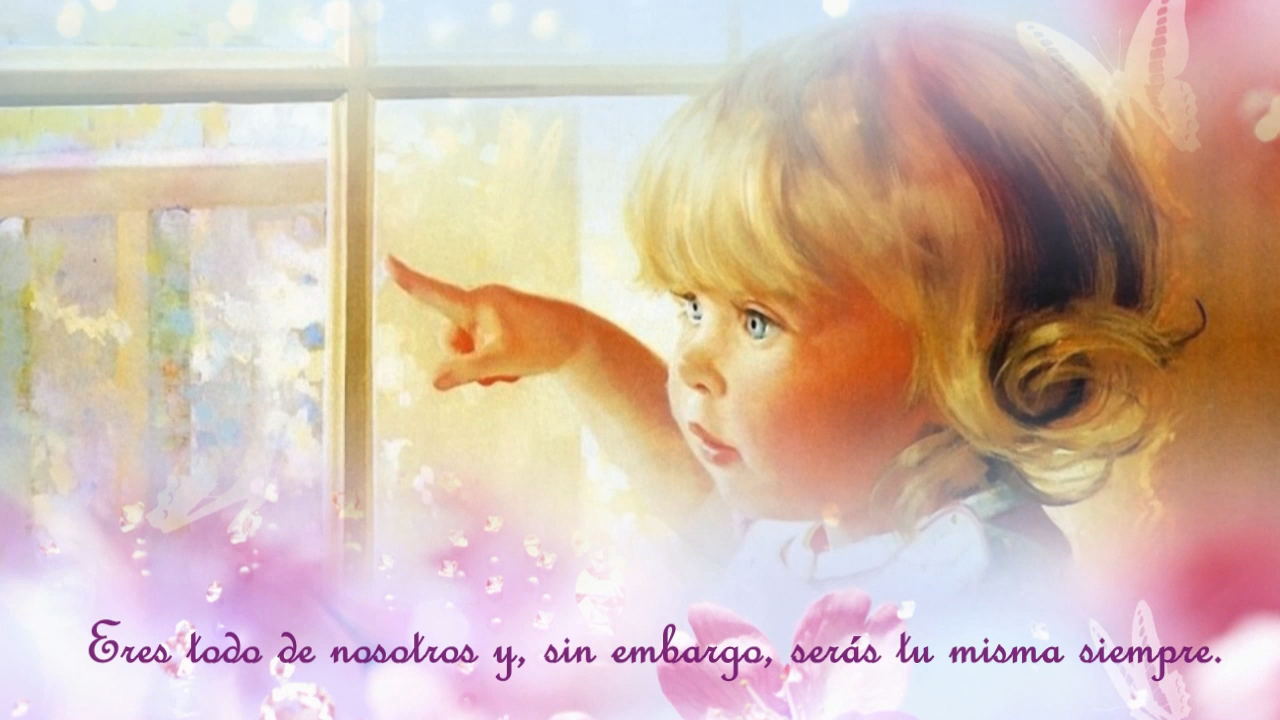 Eres todo de nosotros y, sin embargo, serás tu misma siempre.